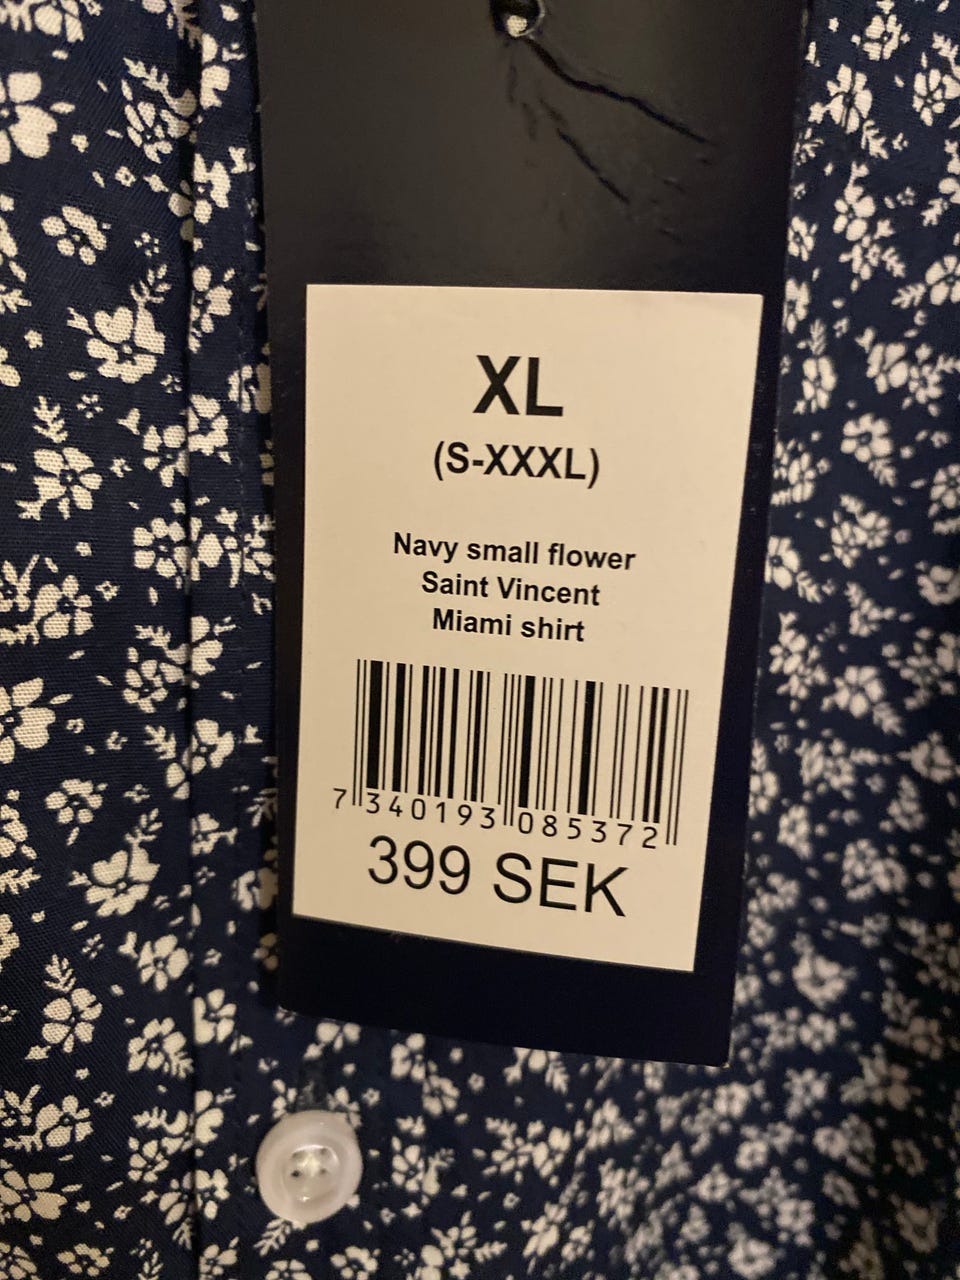 XL
(S-XXXL)
Navy small flower
Saint Vincent
Miami shirt
7 340193 085372
399 SEK